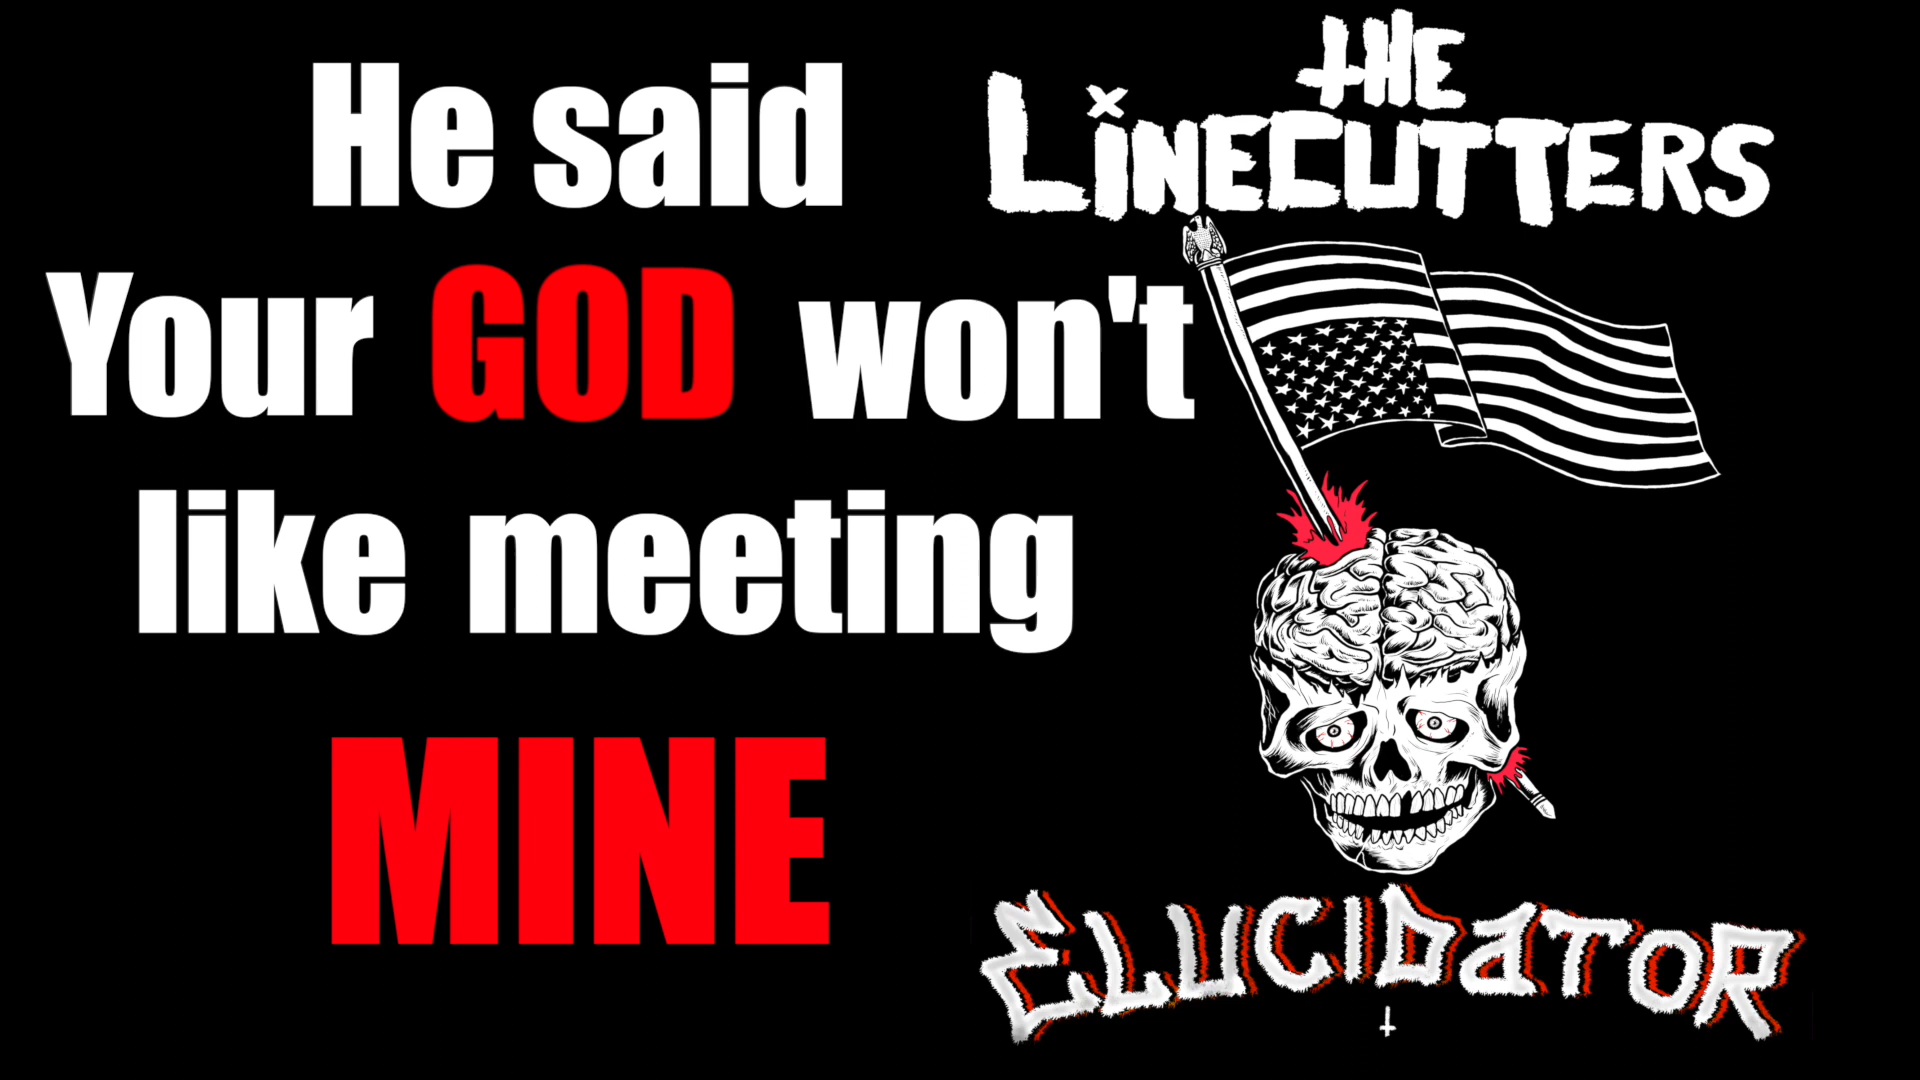 He said
Your GOD won't
like meeting
MINE
tHE
LiNECUTTERS
ELUCiDaTOR